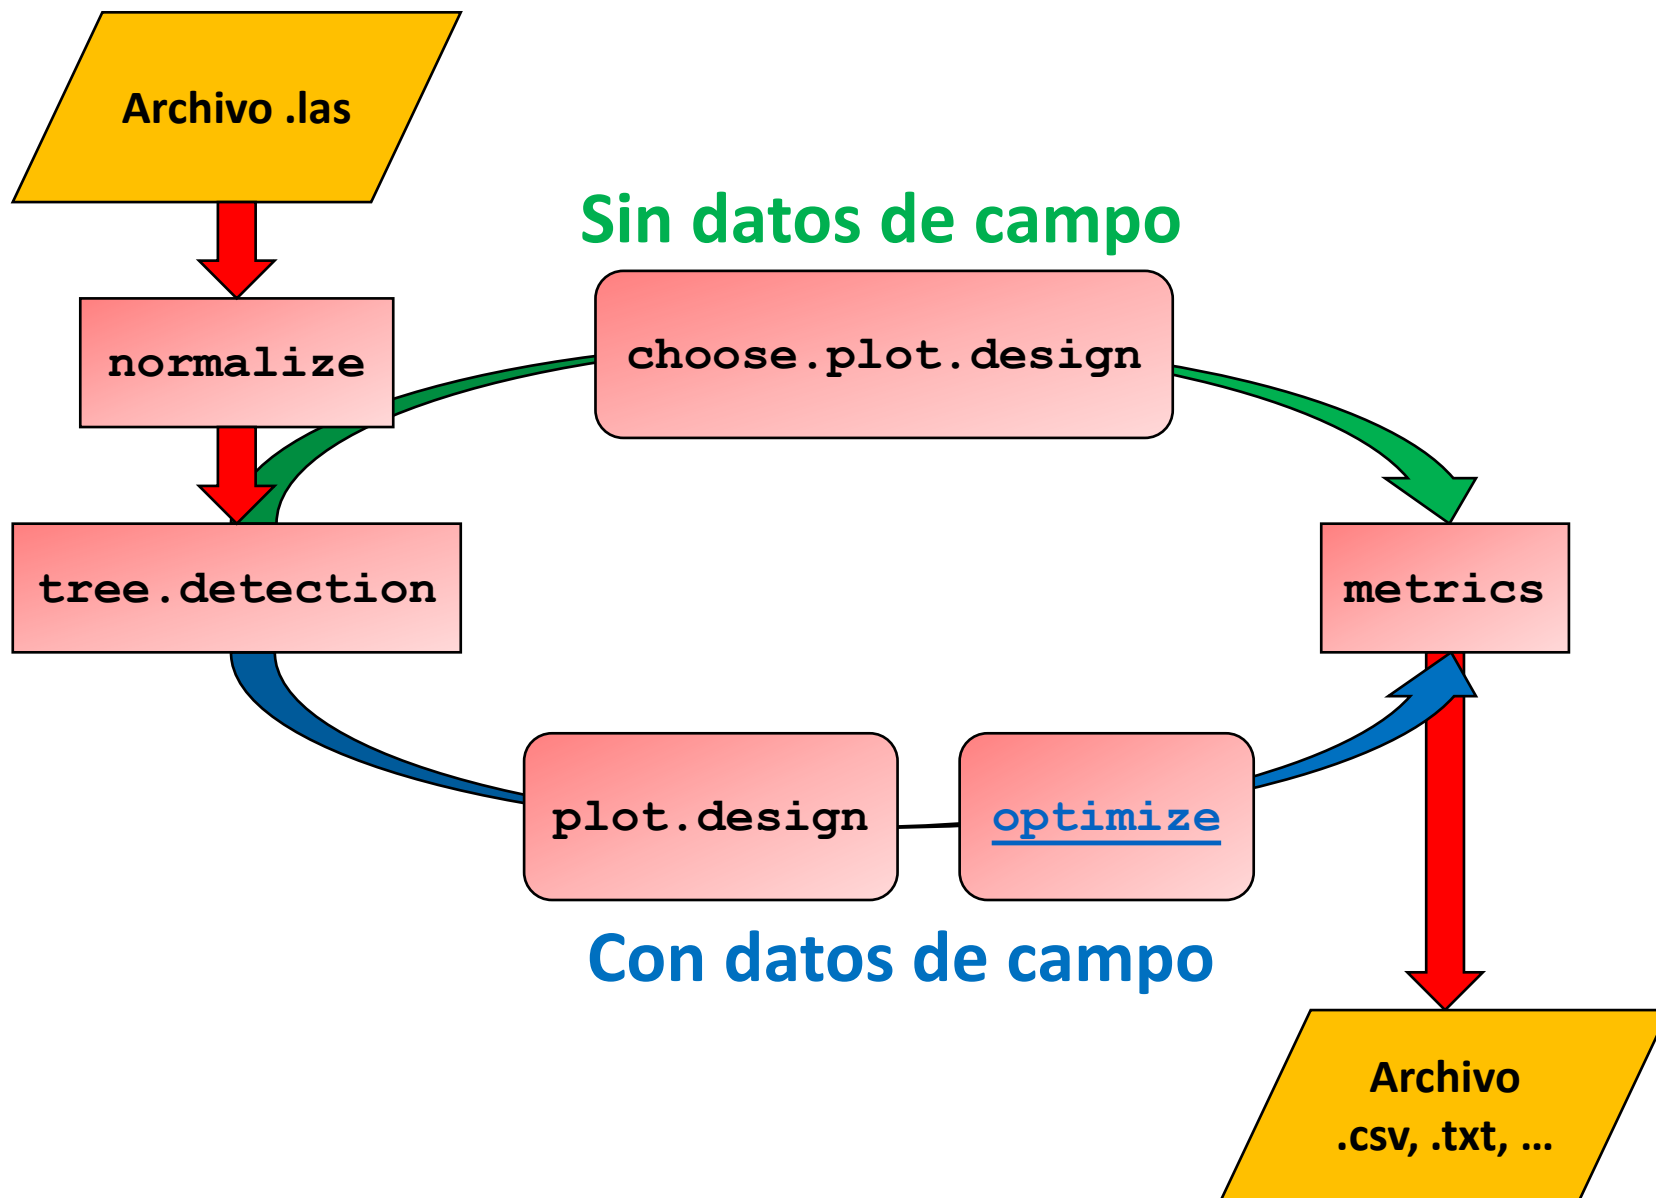 Archivo .las
Sin datos de campo
normalize
choose.plot.design
tree.detection
metrics
plot.design
optimize
Con datos de campo
Archivo
.csv, .txt, ...